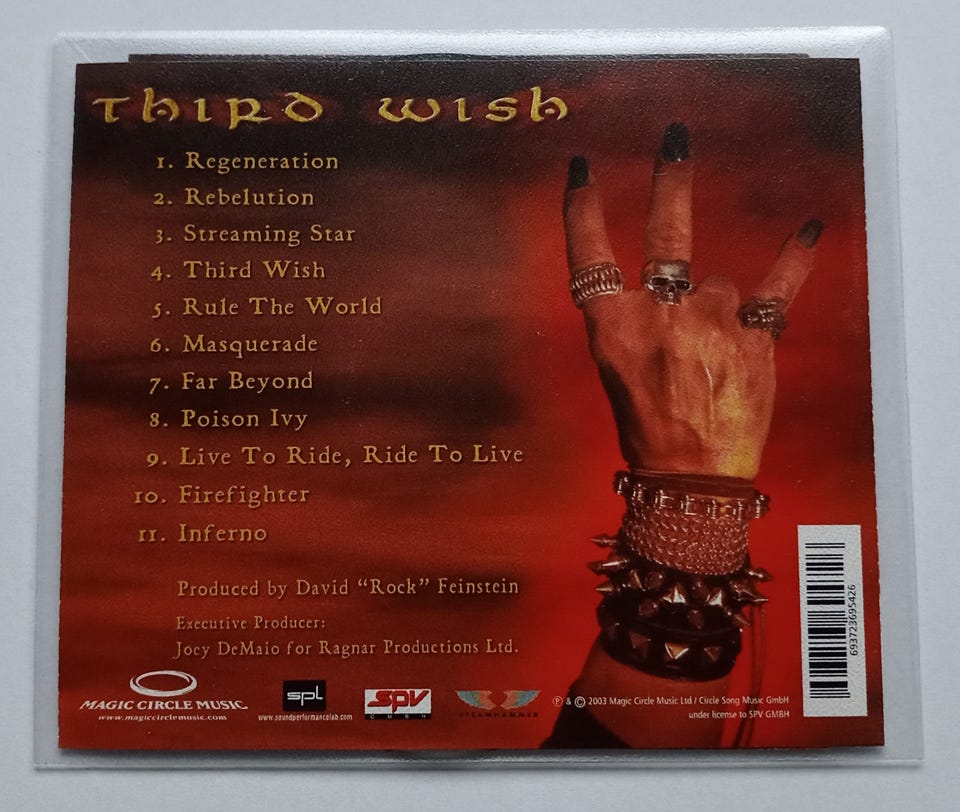 Third Wish
1. Regeneration
2. Rebelution
3. Streaming Star
4. Third Wish
5. Rule The World
6. Masquerade
7. Far Beyond
8. Poison Ivy
9. Live To Ride, Ride To Live
10. Firefighter
11. Inferno
Produced by David “Rock” Feinstein
Executive Producer:
Joey DeMaio for Ragnar Productions Ltd.
MAGIC CIRCLE MUSIC
www.magiccirclemusic.com
spl
www.soundperformancelab.com
SPV
GMBH
STEAMHAMMER
℗ & © 2003 Magic Circle Music Ltd / Circle Song Music GmbH
under license to SPV GMBH
693723695426